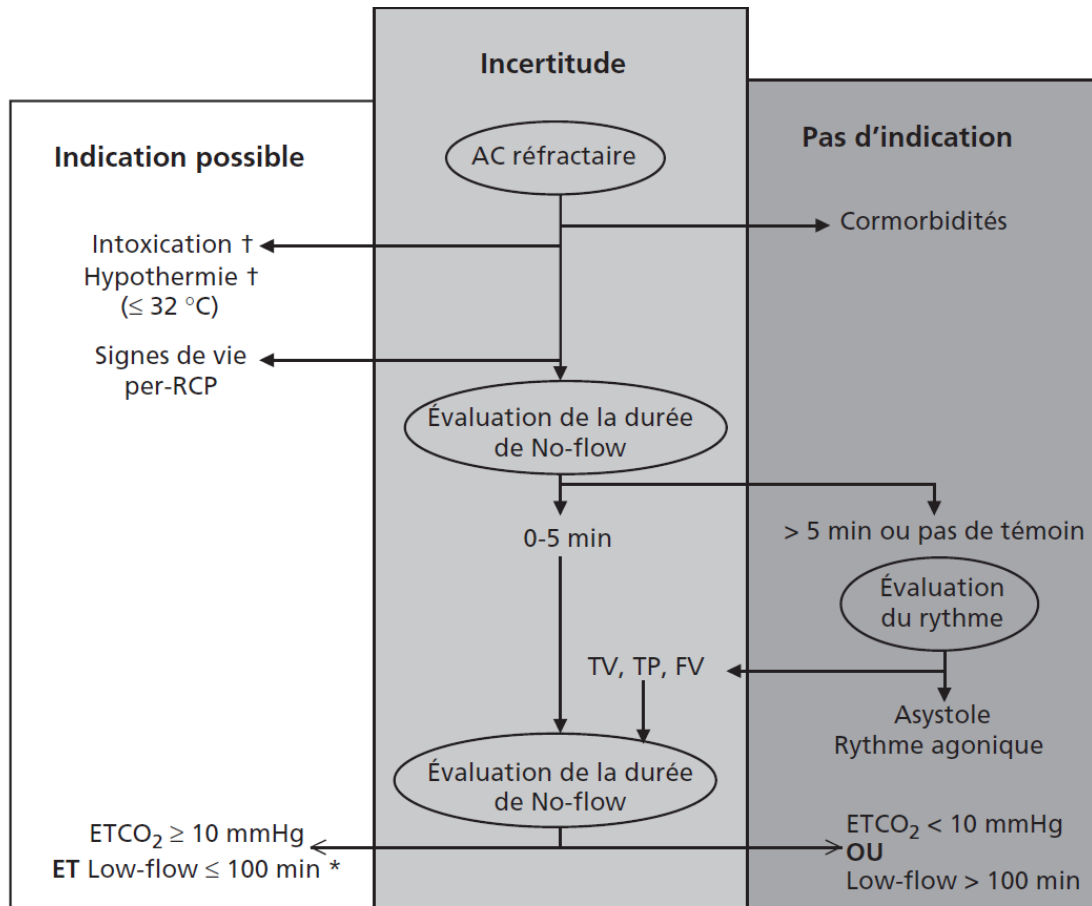 Incertitude
Indication possible
Pas d'indication
AC réfractaire
Cormorbidités
Intoxication †
Hypothermie †
(≤ 32 °C)
Signes de vie
per-RCP
Évaluation de la durée
de No-flow
0-5 min
> 5 min ou pas de témoin
Évaluation
du rythme
TV, TP, FV
Asystole
Rythme agonique
Évaluation de la durée
de No-flow
ETCO₂ ≥ 10 mmHg
ET Low-flow ≤ 100 min *
ETCO₂ < 10 mmHg
OU
Low-flow > 100 min